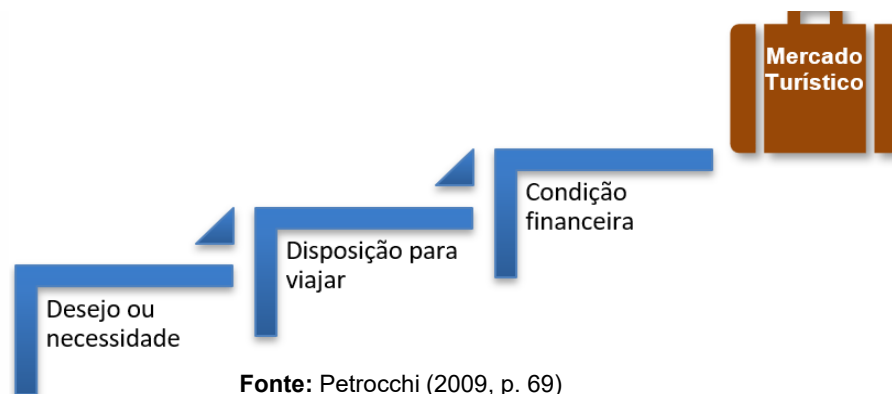 Mercado
Turístico
Condição
financeira
Disposição para
viajar
Desejo ou
necessidade
Fonte: Petrocchi (2009, p. 69)